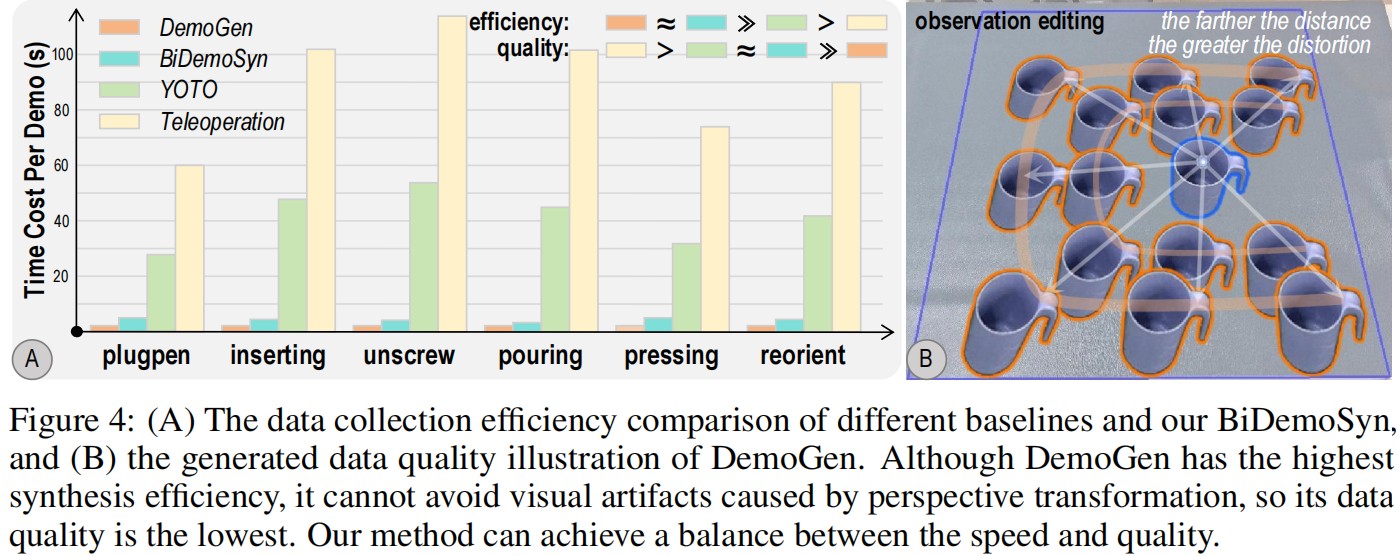 DemoGen
BiDemoSyn
YOTO
Teleoperation
efficiency: ≈ ≫ >
quality: > ≈ ≫
Time Cost Per Demo (s)
100
80
60
40
20
plugpen inserting unscrew pouring pressing reorient
A
observation editing
the farther the distance
the greater the distortion
B
Figure 4: (A) The data collection efficiency comparison of different baselines and our BiDemoSyn,
and (B) the generated data quality illustration of DemoGen. Although DemoGen has the highest
synthesis efficiency, it cannot avoid visual artifacts caused by perspective transformation, so its data
quality is the lowest. Our method can achieve a balance between the speed and quality.